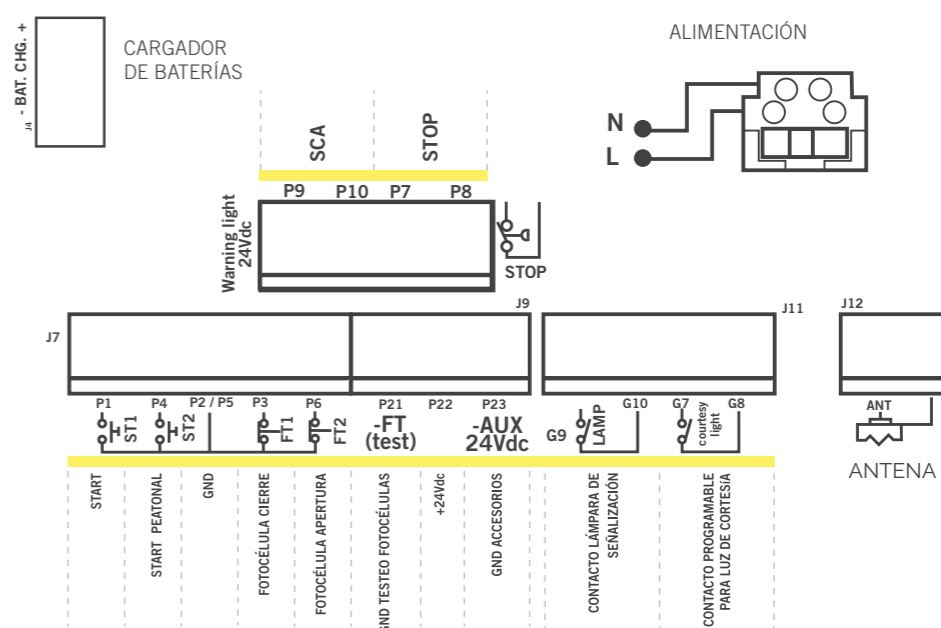 - BAT. CHG. +
J4
CARGADOR
DE BATERÍAS
ALIMENTACIÓN
N
L
SCA
STOP
P9
P10
P7
P8
Warning light
24Vdc
STOP
J7
J9
J11
J12
P1
P4
P2 / P5
P3
P6
P21
P22
P23
G9
G10
G7
G8
ANT
ST1
ST2
FT1
FT2
-FT
(test)
-AUX
24Vdc
LAMP
courtesy
light
ANTENA
START
START PEATONAL
GND
FOTOCÉLULA CIERRE
FOTOCÉLULA APERTURA
GND TESTEO FOTOCÉLULAS
+24Vdc
GND ACCESORIOS
CONTACTO LÁMPARA DE
SEÑALIZACIÓN
CONTACTO PROGRAMABLE
PARA LUZ DE CORTESÍA